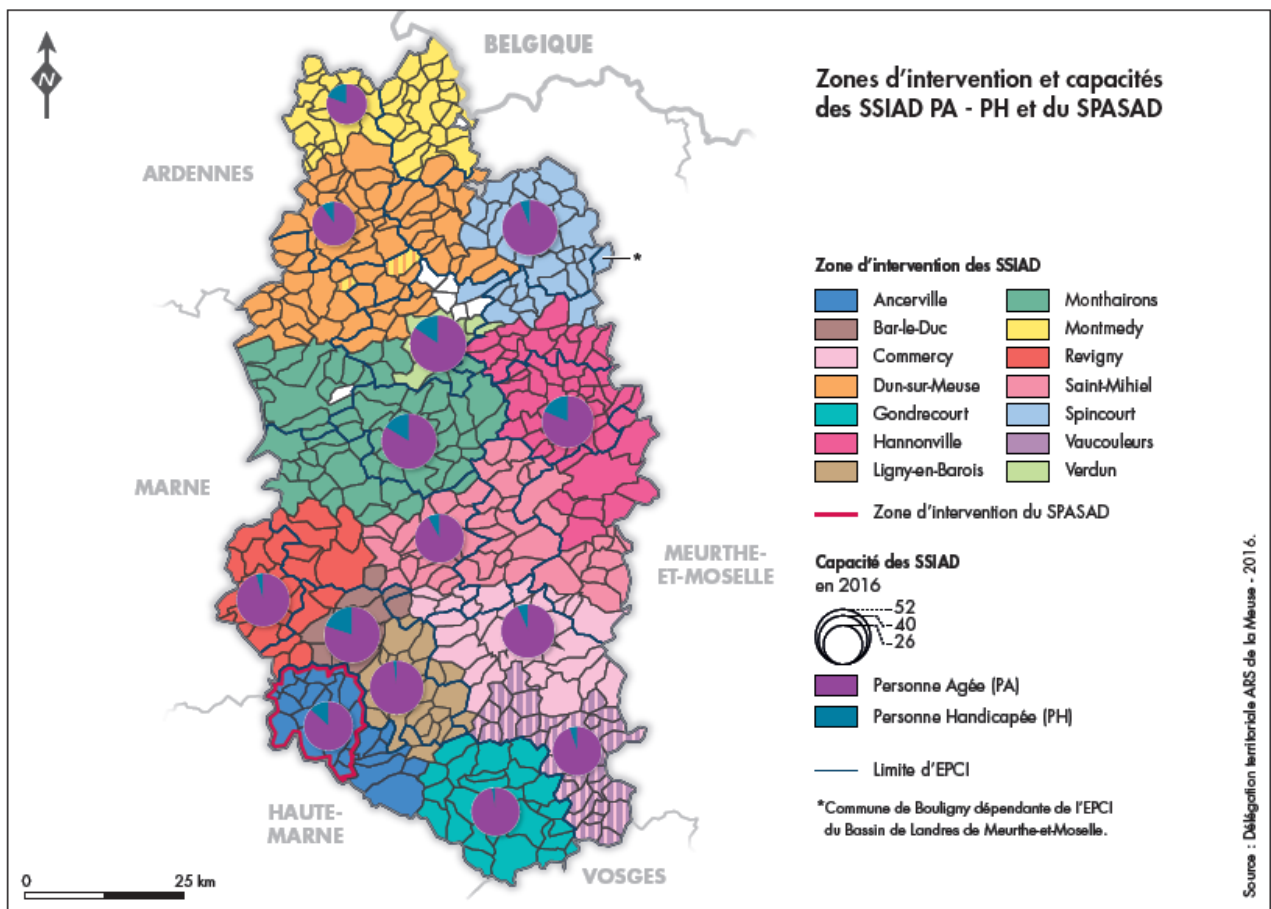 N
BELGIQUE
ARDENNES
MARNE
MEURTHE-
ET-MOSELLE
HAUTE-
MARNE
VOSGES
*
0 25 km
Zones d'intervention et capacités
des SSIAD PA - PH et du SPASAD
Zone d'intervention des SSIAD
Ancerville
Bar-le-Duc
Commercy
Dun-sur-Meuse
Gondrecourt
Hannonville
Ligny-en-Barois
Monthairons
Montmedy
Revigny
Saint-Mihiel
Spincourt
Vaucouleurs
Verdun
Zone d'intervention du SPASAD
Capacité des SSIAD
en 2016
52
40
26
Personne Agée (PA)
Personne Handicapée (PH)
Limite d'EPCI
*Commune de Bouligny dépendante de l'EPCI
du Bassin de Landres de Meurthe-et-Moselle.
Source : Délégation territoriale ARS de la Meuse - 2016.